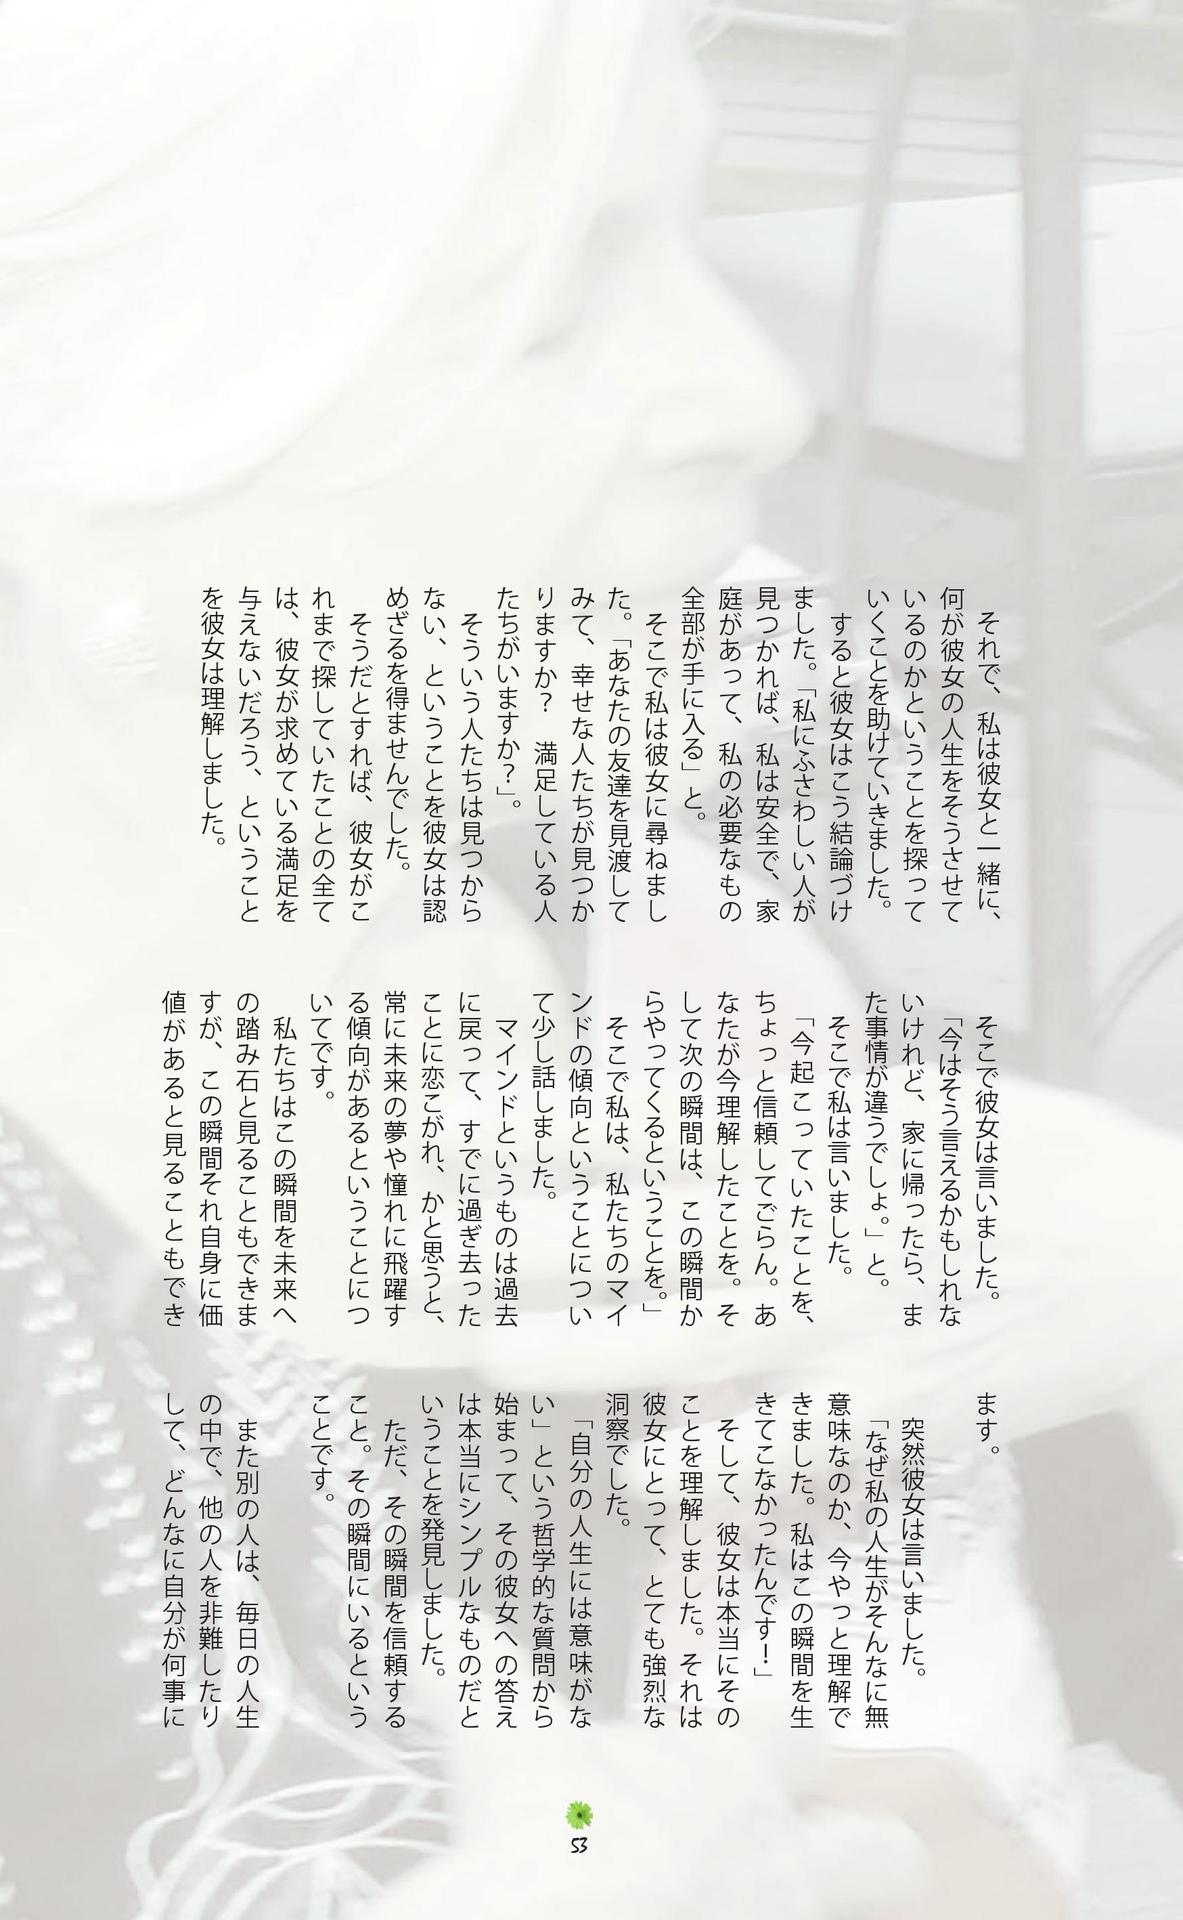 それで、私は彼女と一緒に、
何が彼女の人生をそうさせて
いるのかということを探って
いくことを助けていきました。
すると彼女はこう結論づけ
ました。「私にふさわしい人が
見つかれば、私は安全で、家
庭があって、私の必要なもの
全部が手に入る」と。
そこで私は彼女に尋ねまし
た。「あなたの友達を見渡して
みて、幸せな人たちが見つか
りますか？　満足している人
たちがいますか？」。
そういう人たちは見つから
ない、ということを彼女は認
めざるを得ませんでした。
そうだとすれば、彼女がこ
れまで探していたことの全て
は、彼女が求めている満足を
与えないだろう、ということ
を彼女は理解しました。
そこで彼女は言いました。
「今はそう言えるかもしれな
いけれど、家に帰ったら、ま
た事情が違うでしょ。」と。
そこで私は言いました。
「今起こっていたことを、
ちょっと信頼してごらん。あ
なたが今理解したことを。そ
して次の瞬間は、この瞬間か
らやってくるということを。」
そこで私は、私たちのマイ
ンドの傾向ということについ
て少し話しました。
マインドというものは過去
に戻って、すでに過ぎ去った
ことに恋こがれ、かと思うと、
常に未来の夢や憧れに飛躍す
る傾向があるということにつ
いてです。
私たちはこの瞬間を未来へ
の踏み石と見ることもできま
すが、この瞬間それ自身に価
値があると見ることもでき
ます。
突然彼女は言いました。
「なぜ私の人生がそんなに無
意味なのか、今やっと理解で
きました。私はこの瞬間を生
きてこなかったんです！」
そして、彼女は本当にその
ことを理解しました。それは
彼女にとって、とても強烈な
洞察でした。
「自分の人生には意味がな
い」という哲学的な質問から
始まって、その彼女への答え
は本当にシンプルなものだと
いうことを発見しました。
ただ、その瞬間を信頼する
こと。その瞬間にいるという
ことです。
また別の人は、毎日の人生
の中で、他の人を非難したり
して、どんなに自分が何事に
53